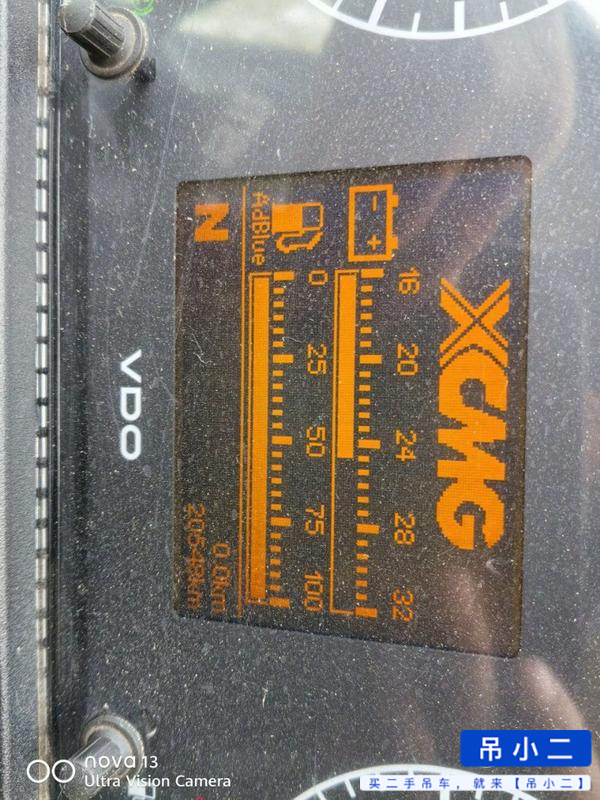 XCMG
16 20 24 28 32
- +
0 25 50 75 100
AdBlue
0.0km
N
20549km
VDO
nova 13
Ultra Vision Camera
吊小二
买二手吊车，就来【吊小二】